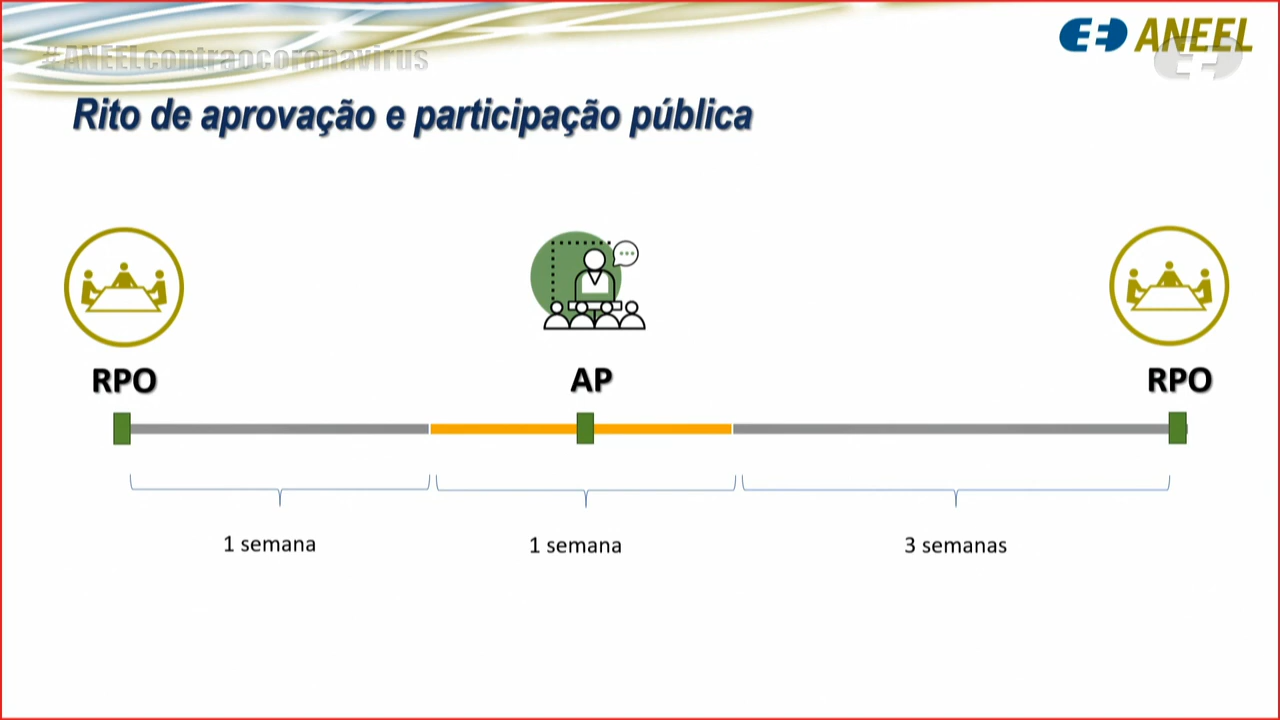 ANEEL
#ANEELcontraocoronavirus
Rito de aprovação e participação pública
RPO
AP
RPO
1 semana
1 semana
3 semanas